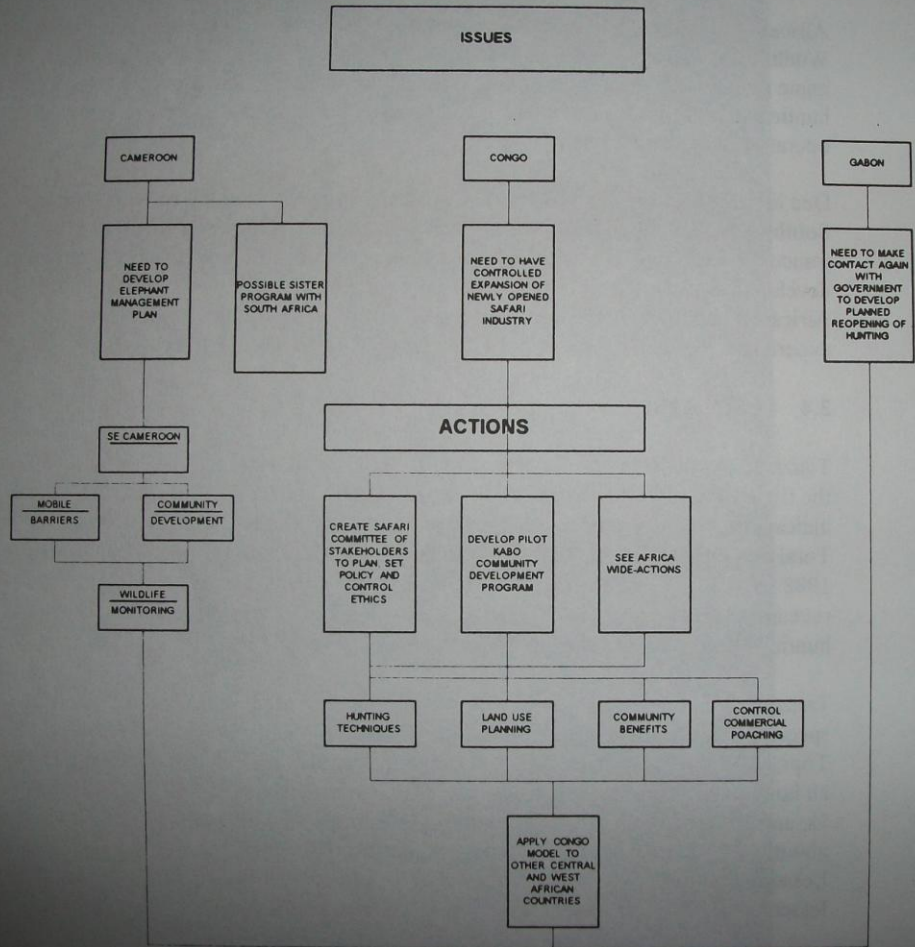 ISSUES
CAMEROON
CONGO
GABON
NEED TO
DEVELOP
ELEPHANT
MANAGEMENT
PLAN
POSSIBLE SISTER
PROGRAM WITH
SOUTH AFRICA
NEED TO HAVE
CONTROLLED
EXPANSION OF
NEWLY OPENED
SAFARI
INDUSTRY
NEED TO MAKE
CONTACT AGAIN
WITH
GOVERNMENT
TO DEVELOP
PLANNED
REOPENING OF
HUNTING
ACTIONS
SE CAMEROON
MOBILE
BARRIERS
COMMUNITY
DEVELOPMENT
WILDLIFE
MONITORING
CREATE SAFARI
COMMITTEE OF
STAKEHOLDERS
TO PLAN, SET
POLICY AND
CONTROL
ETHICS
DEVELOP PILOT
KABO
COMMUNITY
DEVELOPMENT
PROGRAM
SEE AFRICA
WIDE-ACTIONS
HUNTING
TECHNIQUES
LAND USE
PLANNING
COMMUNITY
BENEFITS
CONTROL
COMMERCIAL
POACHING
APPLY CONGO
MODEL TO
OTHER CENTRAL
AND WEST
AFRICAN
COUNTRIES